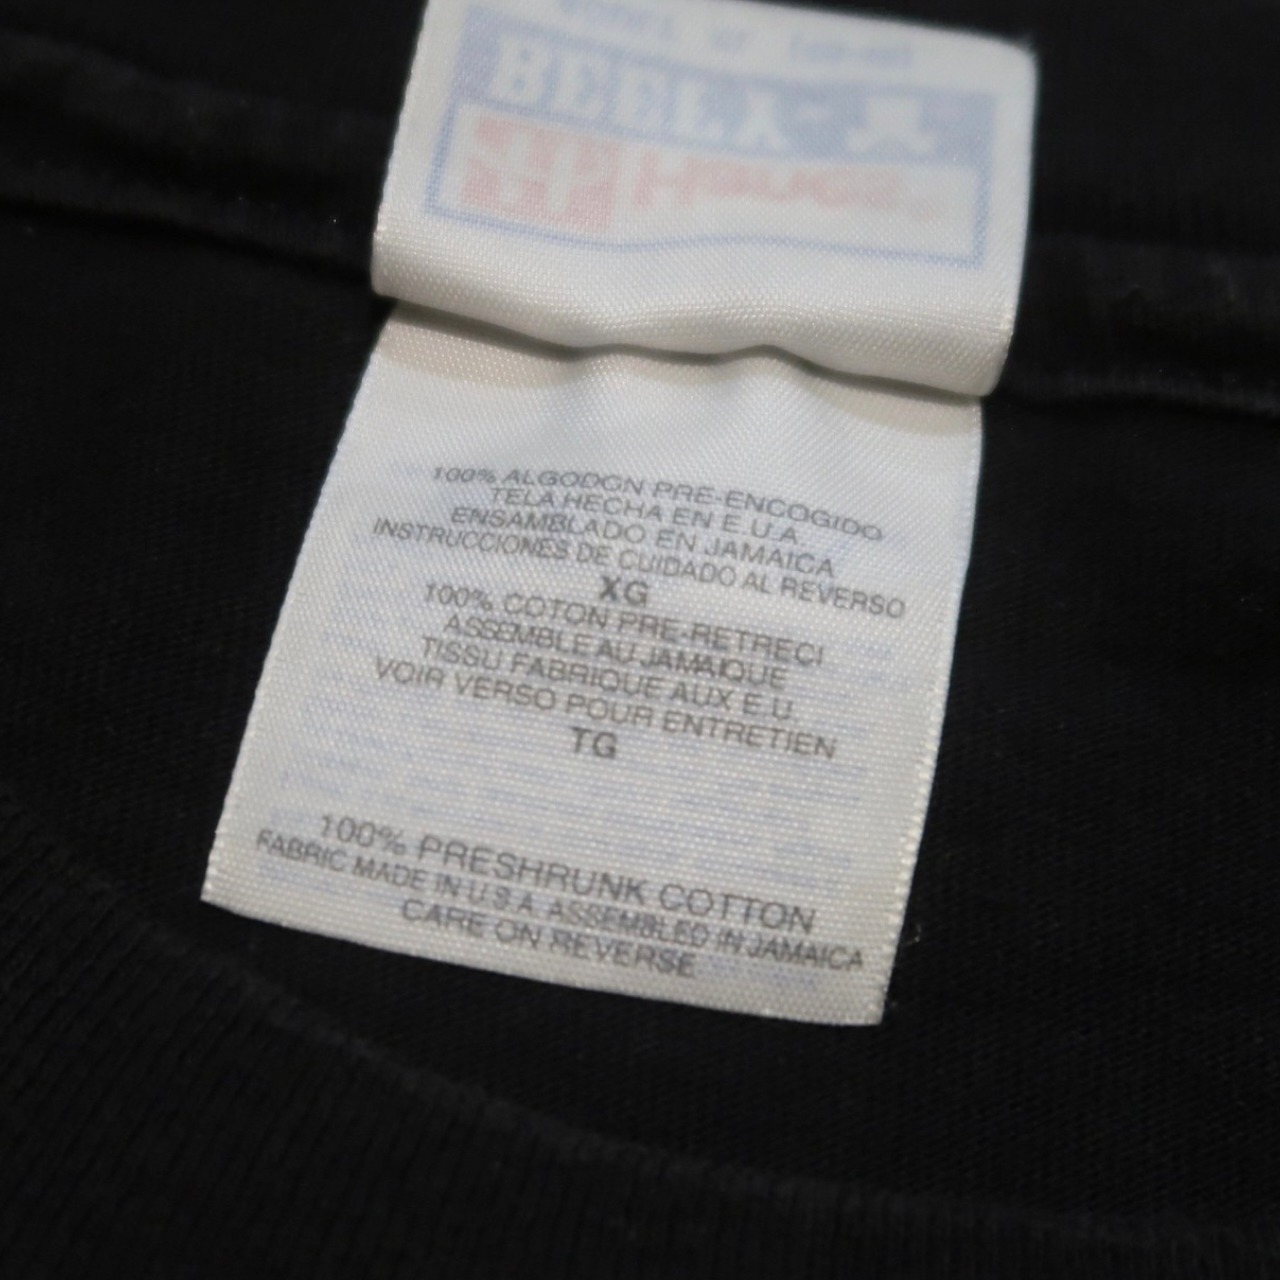 BEEFY-T
Hanes
100% ALGODON PRE-ENCOGIDO
TELA HECHA EN E.U.A.
ENSAMBLADO EN JAMAICA
INSTRUCCIONES DE CUIDADO AL REVERSO
XG
100% COTON PRE-RETRECI
ASSEMBLE AU JAMAIQUE
TISSU FABRIQUE AUX E.U.
VOIR VERSO POUR ENTRETIEN
TG
100% PRESHRUNK COTTON
FABRIC MADE IN U.S.A. ASSEMBLED IN JAMAICA
CARE ON REVERSE